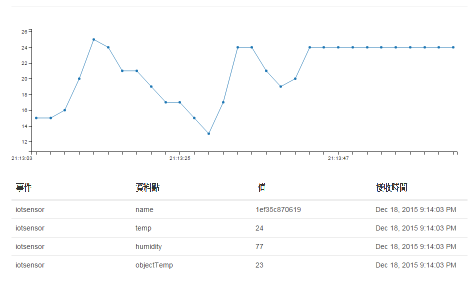 26
24
22
20
18
16
14
12
21:13:03 21:13:25 21:13:47
事件 資料點 值 接收時間
iotsensor name 1ef35c870619 Dec 18, 2015 9:14:03 PM
iotsensor temp 24 Dec 18, 2015 9:14:03 PM
iotsensor humidity 77 Dec 18, 2015 9:14:03 PM
iotsensor objectTemp 23 Dec 18, 2015 9:14:03 PM